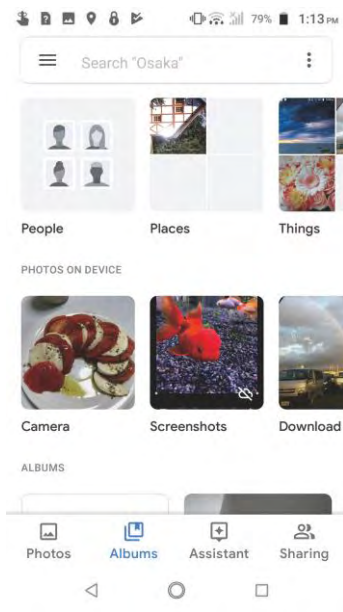 79% 1:13 PM
Search "Osaka"
People Places Things
PHOTOS ON DEVICE
Camera Screenshots Download
ALBUMS
Photos Albums Assistant Sharing